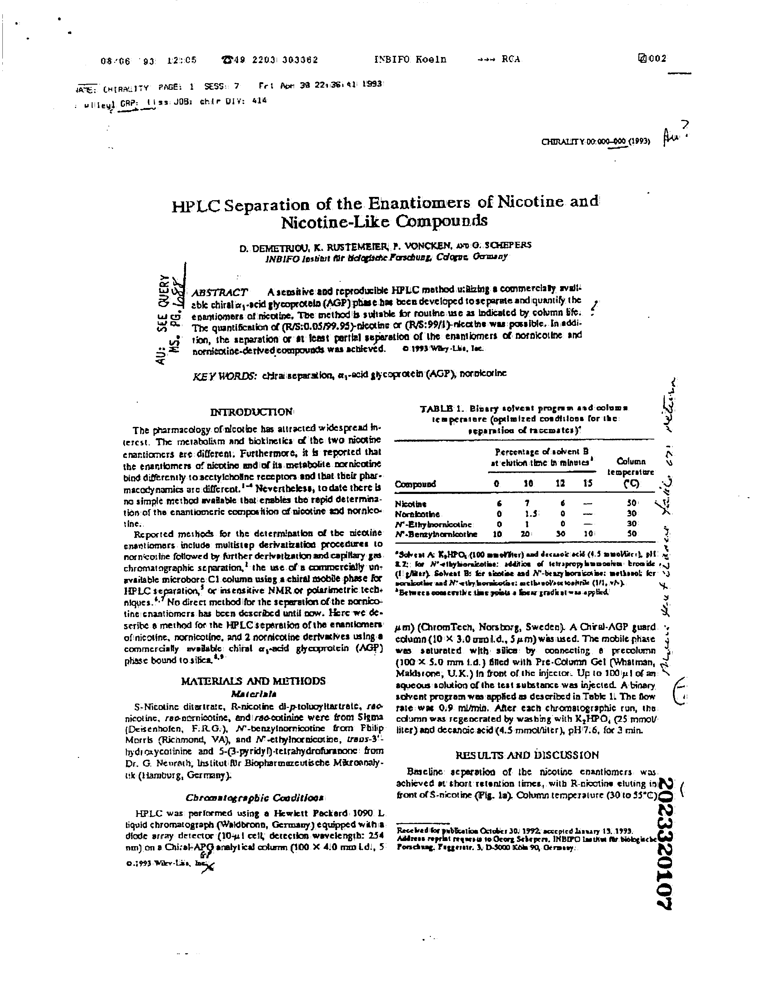 08/06 '93 12:05 ☎49 2203 303362 INBIFO Koeln →→→ RCA 002
DATE: CHIRALITY PAGE: 1 SESS: 7 Fri Apr 30 22:36:41 1993
GRP: liss JOB: chir DIV: 414
CHIRALITY 00:000–000 (1993)
HPLC Separation of the Enantiomers of Nicotine and
Nicotine-Like Compounds
D. DEMETRIOU, K. RUSTEMEIER, P. VONCKEN, AND G. SCHEPERS
INBIFO Institut für biologische Forschung, Cologne, Germany
AU: SEE QUERY
MS. PG.
ABSTRACT A sensitive and reproducible HPLC method utilizing a commercially avail-
able chiral α₁-acid glycoprotein (AGP) phase has been developed to separate and quantify the
enantiomers of nicotine. The method is suitable for routine use as indicated by column life.
The quantification of (R/S:0.05/99.95)-nicotine or (R/S:99/1)-nicotine was possible. In addi-
tion, the separation or at least partial separation of the enantiomers of nornicotine and
nornicotine-derived compounds was achieved. © 1993 Wiley-Liss, Inc.
KEY WORDS: chiral separation, α₁-acid glycoprotein (AGP), nornicotine
INTRODUCTION
The pharmacology of nicotine has attracted widespread in-
terest. The metabolism and biokinetics of the two nicotine
enantiomers are different. Furthermore, it is reported that
the enantiomers of nicotine and of its metabolite nornicotine
bind differently to acetylcholine receptors and that their phar-
macodynamics are different.¹⁻⁴ Nevertheless, to date there is
no simple method available that enables the rapid determina-
tion of the enantiomeric composition of nicotine and nornico-
tine.
Reported methods for the determination of the nicotine
enantiomers include multistep derivatization procedures to
nornicotine followed by further derivatization and capillary gas
chromatographic separation,² the use of a commercially un-
available microbore C1 column using a chiral mobile phase for
HPLC separation,⁵ or insensitive NMR or polarimetric tech-
niques.⁶,⁷ No direct method for the separation of the nornico-
tine enantiomers has been described until now. Here we de-
scribe a method for the HPLC separation of the enantiomers
of nicotine, nornicotine, and 2 nornicotine derivatives using a
commercially available chiral α₁-acid glycoprotein (AGP)
phase bound to silica.⁸,⁹
MATERIALS AND METHODS
Materials
S-Nicotine ditartrate, R-nicotine di-p-toluoyltartrate, rac-
nicotine, rac-nornicotine, and rac-cotinine were from Sigma
(Deisenhofen, F.R.G.), N'-benzylnornicotine from Philip
Morris (Richmond, VA), and N'-ethylnornicotine, trans-3'-
hydroxycotinine and 5-(3-pyridyl)-tetrahydrofuranone from
Dr. G. Neurath, Institut für Biopharmazeutische Mikroanaly-
tik (Hamburg, Germany).
Chromatographic Conditions
HPLC was performed using a Hewlett Packard 1090 L
liquid chromatograph (Waldbronn, Germany) equipped with a
diode array detector (10-μl cell, detection wavelength: 254
nm) on a Chiral-APG analytical column (100 × 4.0 mm i.d., 5
© 1993 Wiley-Liss, Inc.
TABLE 1. Binary solvent program and column
temperature (optimized conditions for the
separation of racemates)ᵃ
Percentage of solvent B
at elution time in minutesᵇ Column
temperature
Compound 0 10 12 15 (°C)
Nicotine 6 7 6 — 50
Nornicotine 0 1.5 0 — 30
N'-Ethylnornicotine 0 1 0 — 30
N'-Benzylnornicotine 10 20 30 10 50
ᵃSolvent A: K₂HPO₄ (100 mmol/liter) and decanoic acid (4.5 mmol/liter), pH
8.2; for N'-ethylnornicotine: addition of tetrapropylammonium bromide
(1 g/liter). Solvent B: for nicotine and N'-benzylnornicotine: methanol; for
nornicotine and N'-ethylnornicotine: methanol/acetonitrile (1/1, v/v).
ᵇBetween consecutive time points a linear gradient was applied.
μm) (ChromTech, Norsborg, Sweden). A Chiral-AGP guard
column (10 × 3.0 mm i.d., 5 μm) was used. The mobile phase
was saturated with silica by connecting a precolumn
(100 × 5.0 mm i.d.) filled with Pre-Column Gel (Whatman,
Maidstone, U.K.) in front of the injector. Up to 100 μl of an
aqueous solution of the test substance was injected. A binary
solvent program was applied as described in Table 1. The flow
rate was 0.9 ml/min. After each chromatographic run, the
column was regenerated by washing with K₂HPO₄ (25 mmol/
liter) and decanoic acid (4.5 mmol/liter), pH 7.6, for 3 min.
RESULTS AND DISCUSSION
Baseline separation of the nicotine enantiomers was
achieved at short retention times, with R-nicotine eluting in
front of S-nicotine (Fig. 1a). Column temperature (30 to 55°C)
Received for publication October 30, 1992; accepted January 13, 1993.
Address reprint requests to Georg Schepers, INBIFO Institut für biologische
Forschung, Fuggerstr. 3, D-5000 Köln 90, Germany.
2023320107